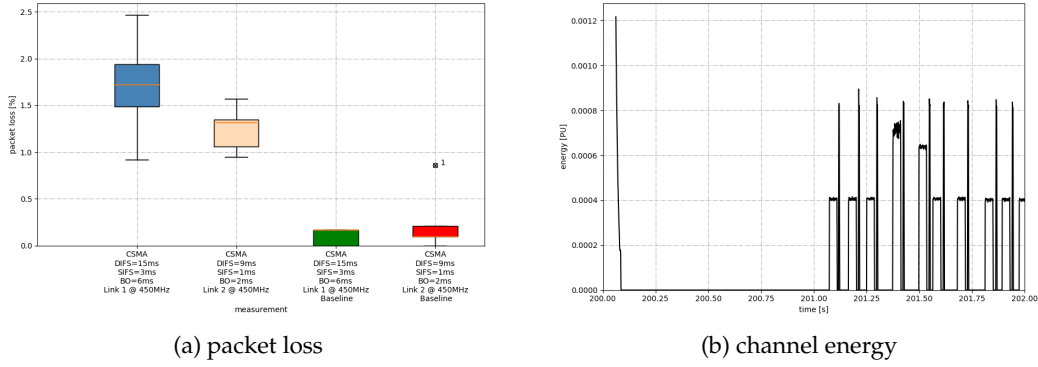 2.5
2.0
1.5
1.0
0.5
0.0
packet loss [%]
1
CSMA
DIFS=15ms
SIFS=3ms
BO=6ms
Link 1 @ 450MHz
CSMA
DIFS=9ms
SIFS=1ms
BO=2ms
Link 2 @ 450MHz
CSMA
DIFS=15ms
SIFS=3ms
BO=6ms
Link 1 @ 450MHz
Baseline
CSMA
DIFS=9ms
SIFS=1ms
BO=2ms
Link 2 @ 450MHz
Baseline
measurement
(a) packet loss
0.0012
0.0010
0.0008
0.0006
0.0004
0.0002
0.0000
energy [PU]
200.00 200.25 200.50 200.75 201.00 201.25 201.50 201.75 202.00
time [s]
(b) channel energy